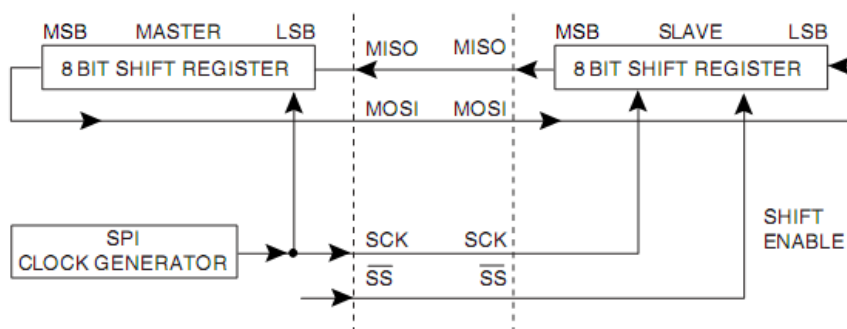 MSB MASTER LSB
8 BIT SHIFT REGISTER
MISO MISO
MSB SLAVE LSB
8 BIT SHIFT REGISTER
MOSI MOSI
SPI
CLOCK GENERATOR
SCK SCK
SS SS
SHIFT
ENABLE